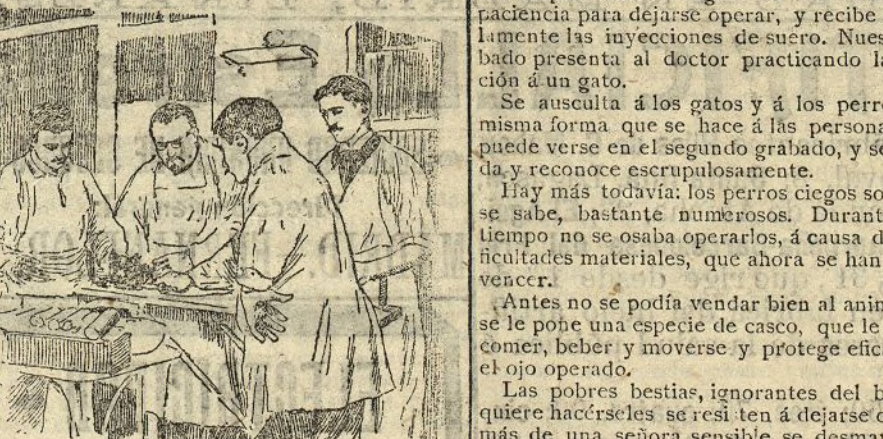 paciencia para dejarse operar, y recibe
lamente las inyecciones de suero. Nues
bado presenta al doctor practicando la
ción á un gato.
Se ausculta á los gatos y á los perro
misma forma que se hace á las persona
puede verse en el segundo grabado, y se
da y reconoce escrupulosamente.
Hay más todavía: los perros ciegos so
se sabe, bastante numerosos. Durant
tiempo no se osaba operarlos, á causa d
ficultades materiales, que ahora se han
vencer.
Antes no se podía vendar bien al anim
se le pone una especie de casco, que le
comer, beber y moverse y protege efic
el ojo operado.
Las pobres bestias, ignorantes del b
quiere hacérseles se resi ten á dejarse o
más de una señora sensible se desma